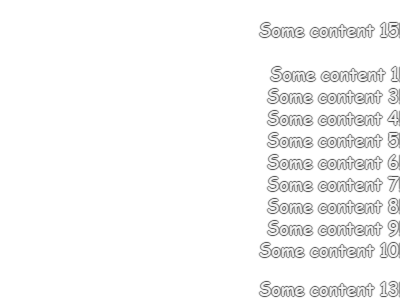 Some content 15!
Some content 1!
Some content 3!
Some content 4!
Some content 5!
Some content 6!
Some content 7!
Some content 8!
Some content 9!
Some content 10!
Some content 13!